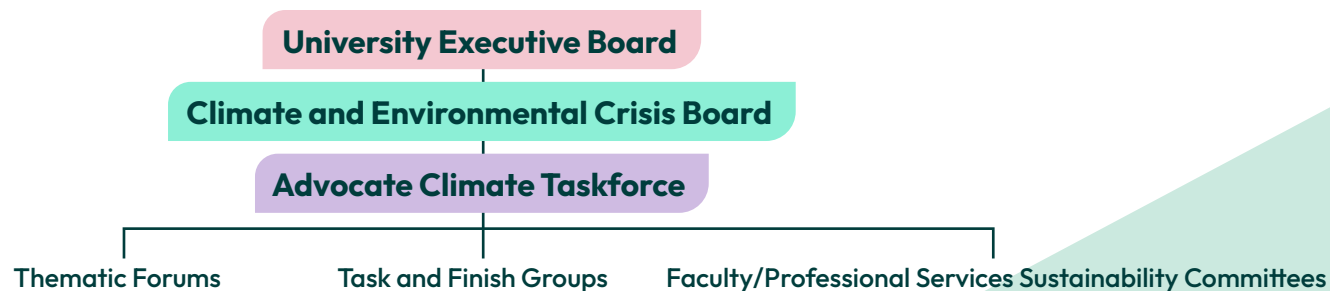 University Executive Board
Climate and Environmental Crisis Board
Advocate Climate Taskforce
Thematic Forums
Task and Finish Groups
Faculty/Professional Services Sustainability Committees